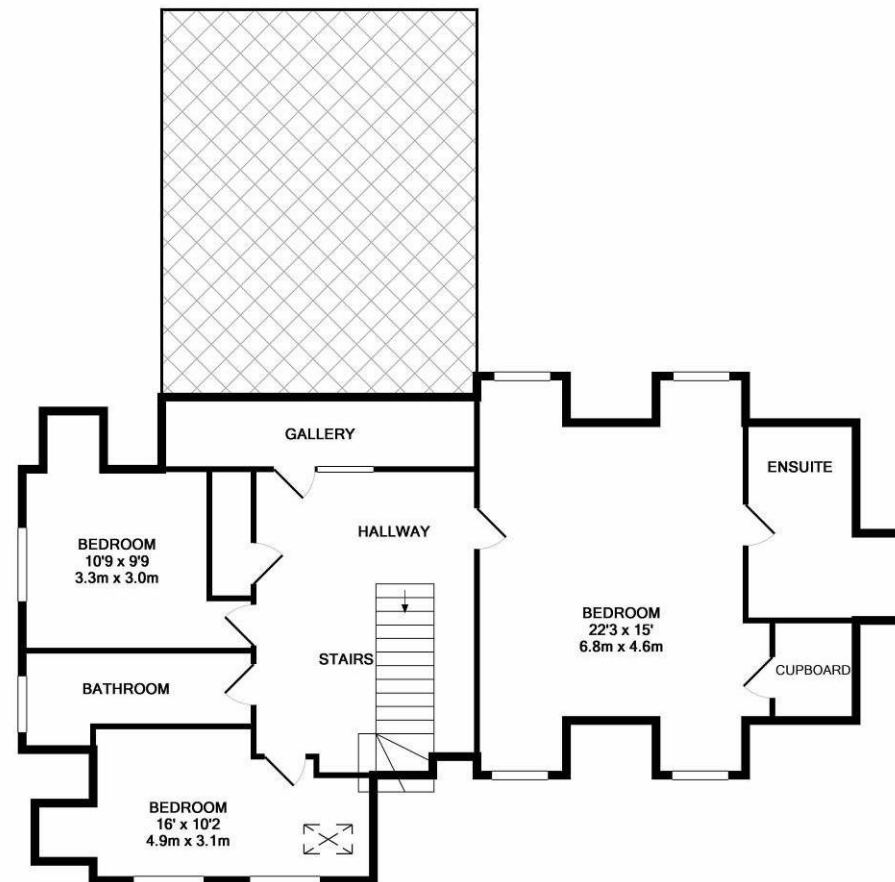 GALLERY
ENSUITE
HALLWAY
BEDROOM
10'9 x 9'9
3.3m x 3.0m
BEDROOM
22'3 x 15'
6.8m x 4.6m
STAIRS
CUPBOARD
BATHROOM
BEDROOM
16' x 10'2
4.9m x 3.1m